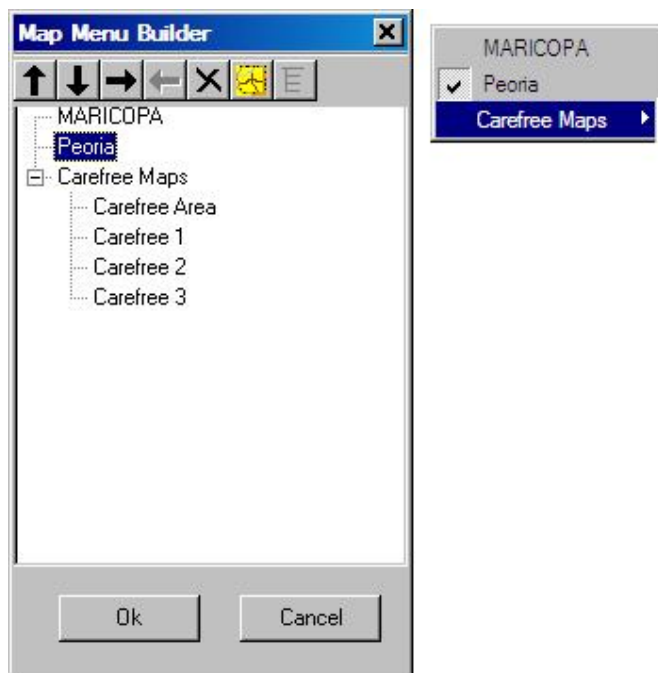 Map Menu Builder
MARICOPA
Peoria
Carefree Maps
Carefree Area
Carefree 1
Carefree 2
Carefree 3
Ok
Cancel
MARICOPA
Peoria
Carefree Maps